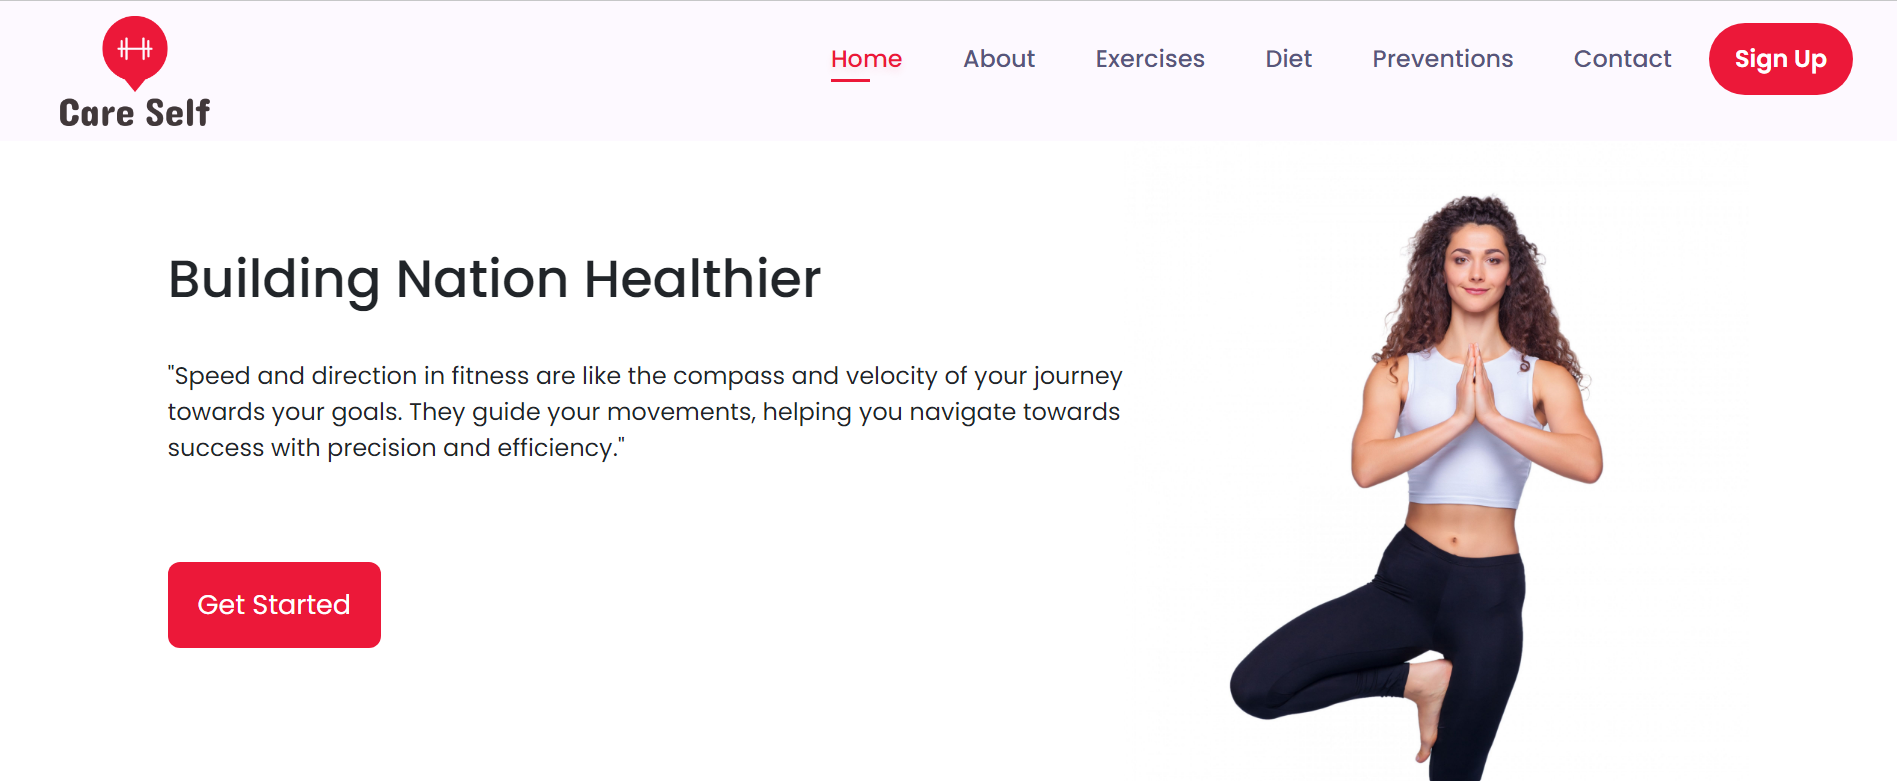 Care Self
Home About Exercises Diet Preventions Contact Sign Up
Building Nation Healthier
"Speed and direction in fitness are like the compass and velocity of your journey
towards your goals. They guide your movements, helping you navigate towards
success with precision and efficiency."
Get Started